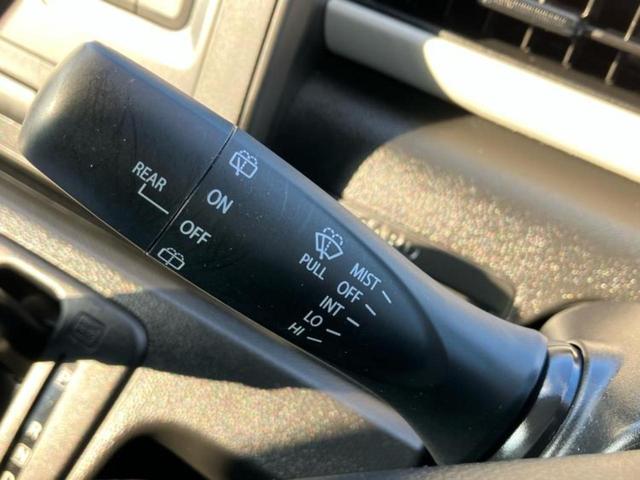 REAR
ON
OFF
PULL
MIST
OFF
INT
LO
HI